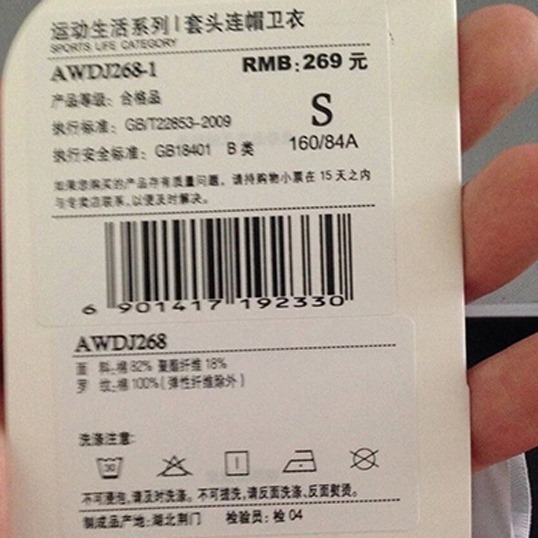 运动生活系列 | 套头连帽卫衣
SPORTS LIFE CATEGORY
AWDJ268-1 RMB:269 元
产品等级: 合格品
S
执行标准: GB/T22853-2009
160/84A
执行安全标准: GB18401 B 类
如果您购买的产品存有质量问题, 请持购物小票在 15 天之内
与专卖店联系,以便及时解决。
6 901417 192330
AWDJ268
面 料:棉 82% 聚酯纤维 18%
罗 纹:棉 100% ( 弹性纤维除外 )
洗涤注意:
30
不可浸泡,请及时洗涤。不可搓洗,请反面洗涤、反面熨烫。
制成品产地:湖北荆门 检验员: 检 04